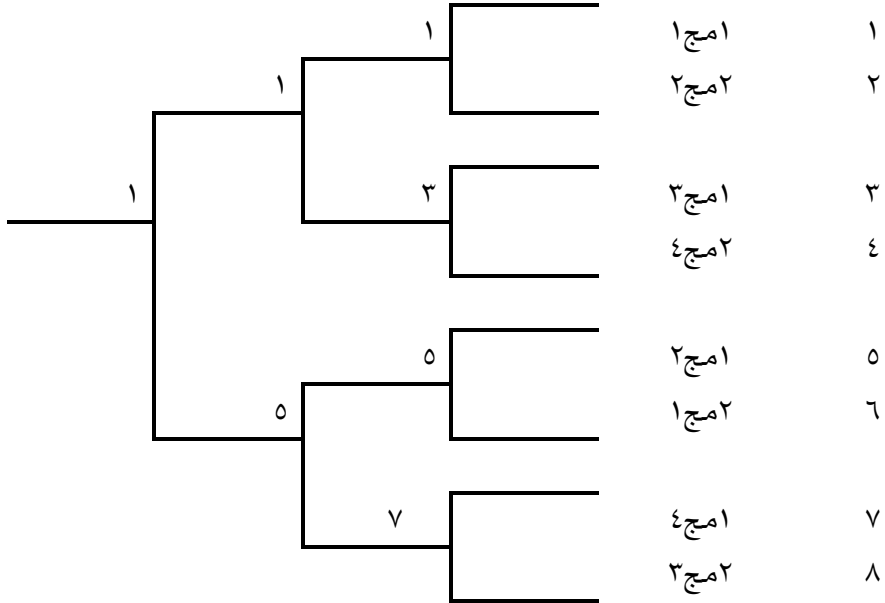 ١ ١مج١ ١
٢ ٢مج٢ ١
٣ ١مج٣ ٣ ١
٤ ٢مج٤
٥ ١مج٢ ٥
٦ ٢مج١ ٥
٧ ١مج٤ ٧
٨ ٢مج٣